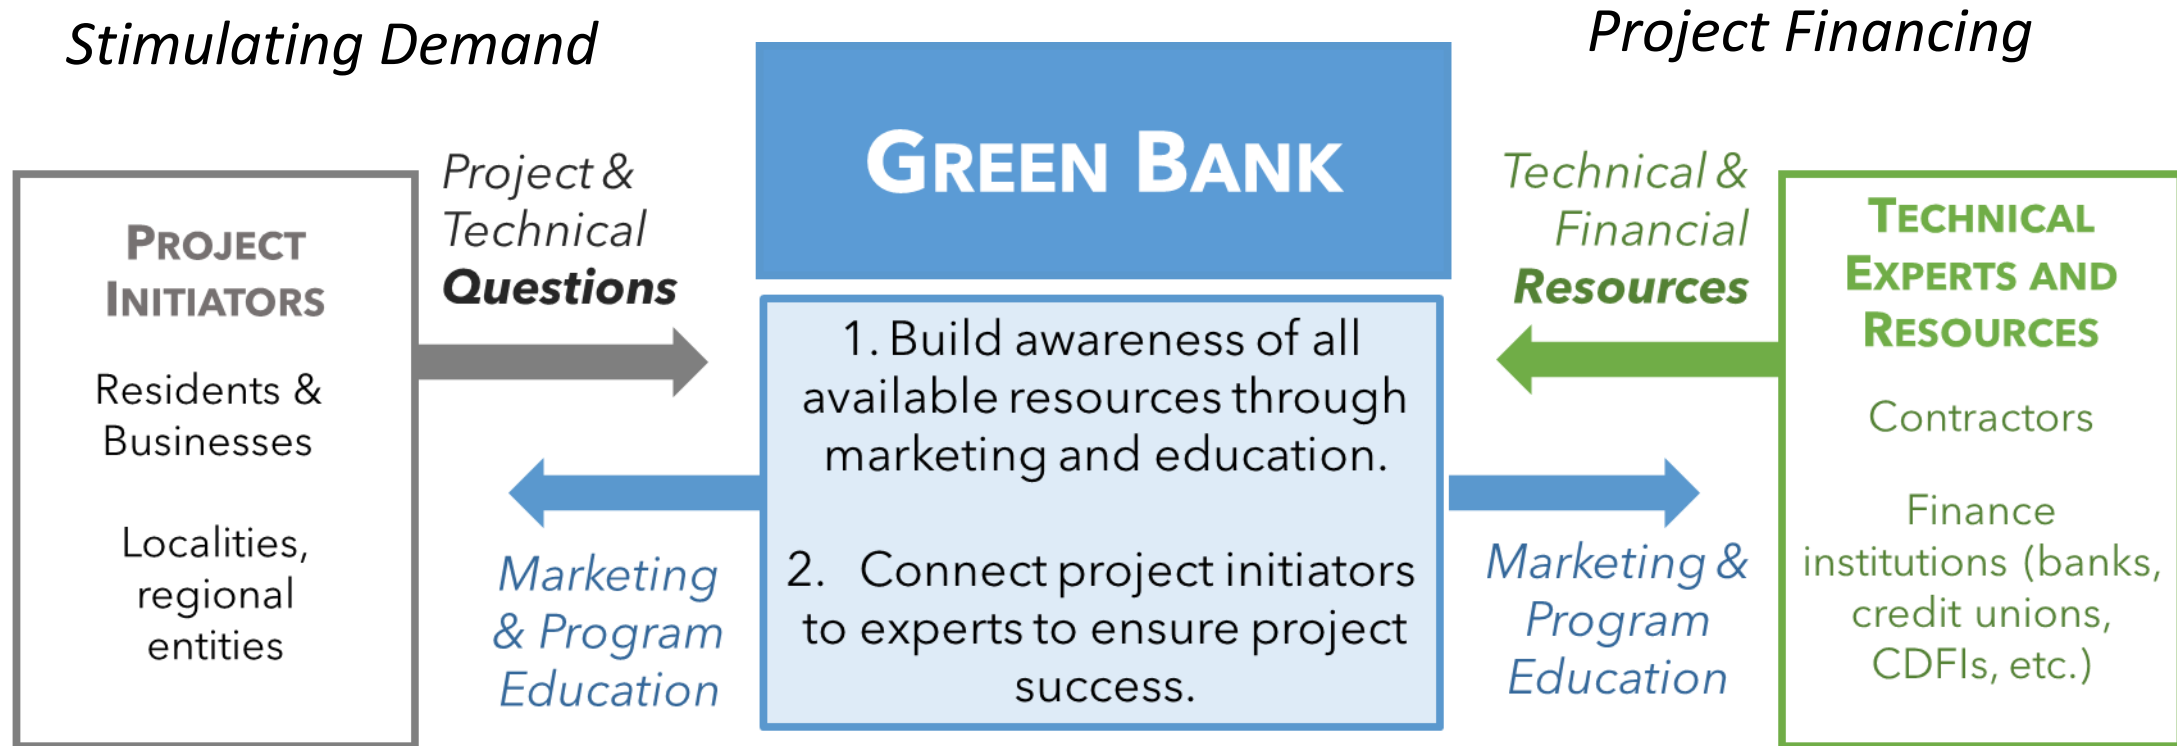 Stimulating Demand
Project Financing
PROJECT
INITIATORS
Residents &
Businesses
Localities,
regional
entities
Project &
Technical
Questions
Marketing
& Program
Education
GREEN BANK
1. Build awareness of all
available resources through
marketing and education.
2. Connect project initiators
to experts to ensure project
success.
Technical &
Financial
Resources
Marketing &
Program
Education
TECHNICAL
EXPERTS AND
RESOURCES
Contractors
Finance
institutions (banks,
credit unions,
CDFIs, etc.)